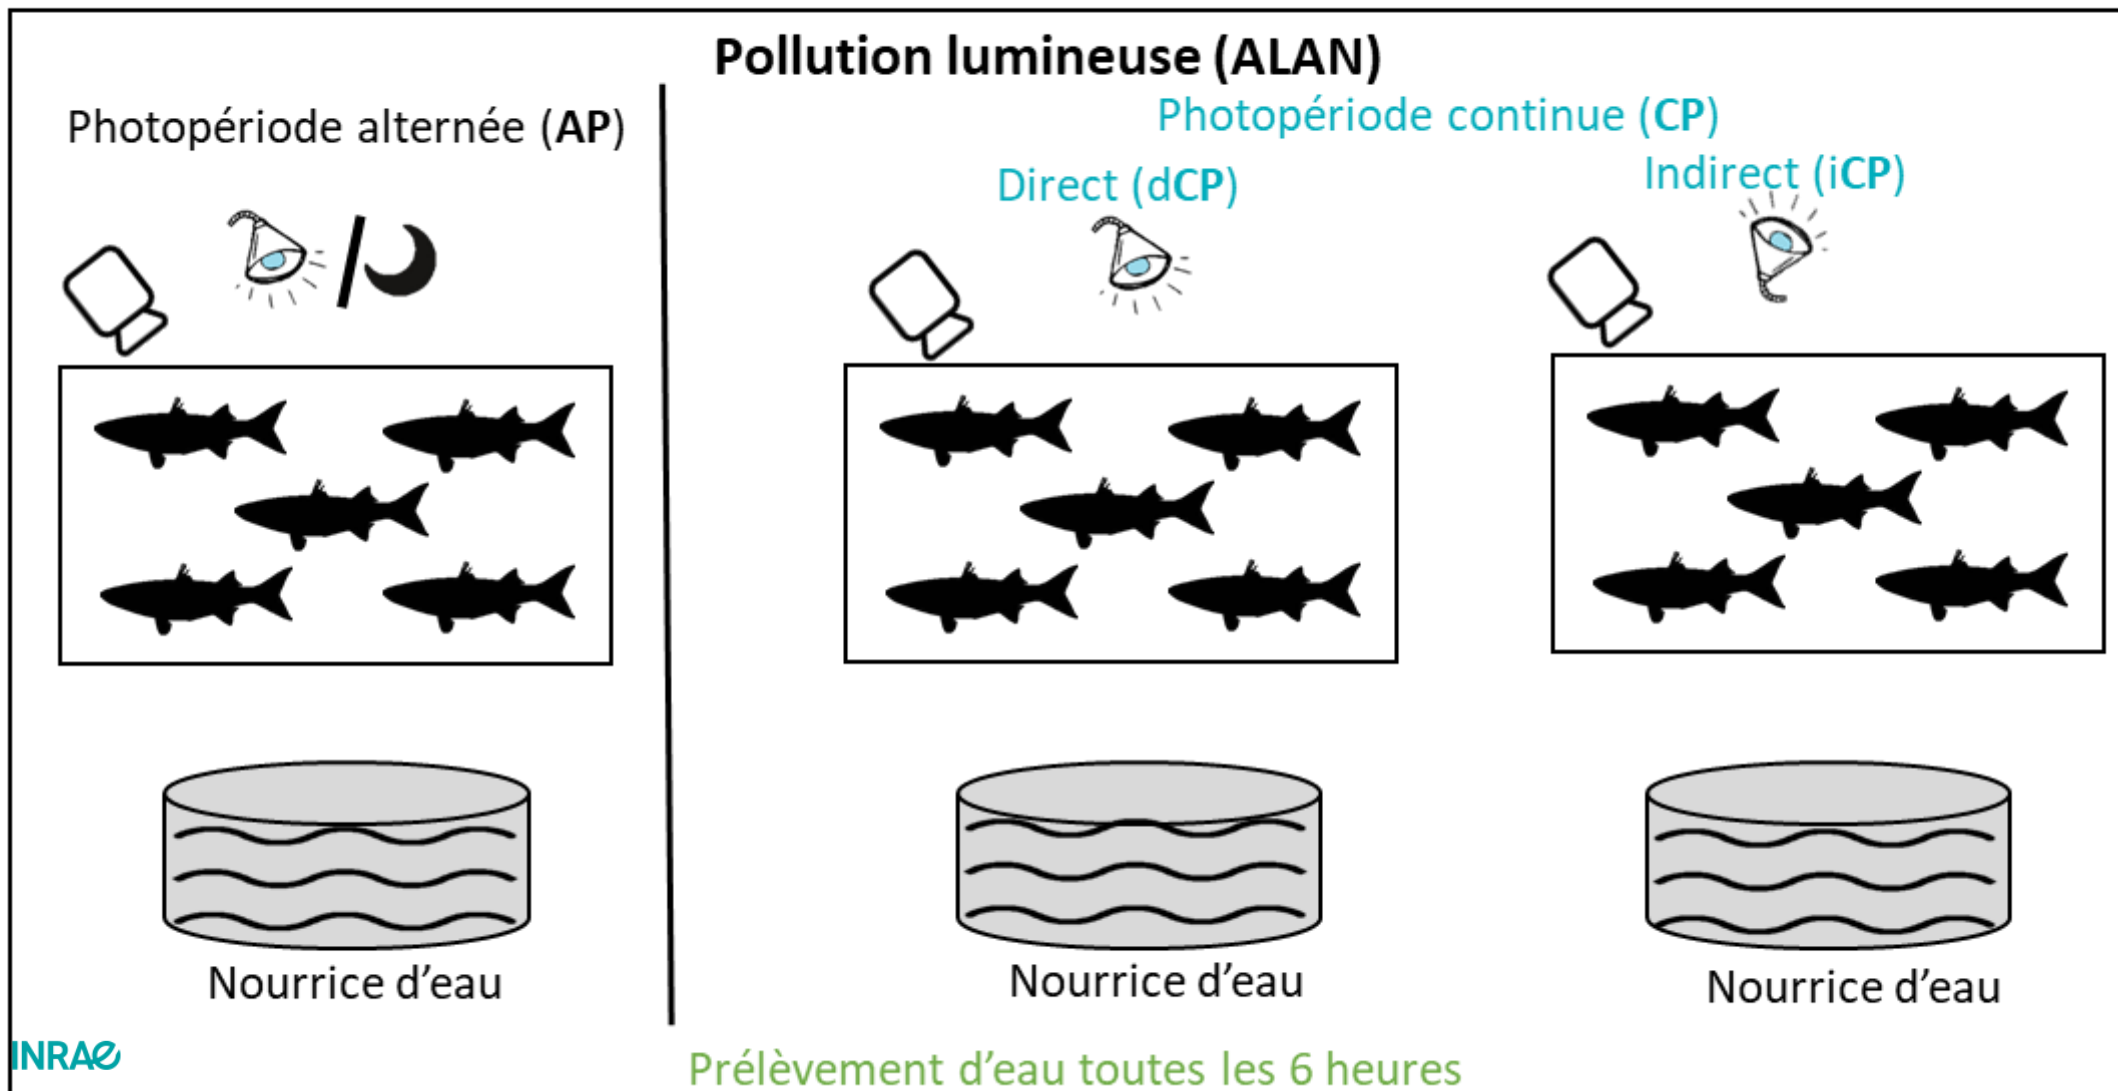 Pollution lumineuse (ALAN)
Photopériode alternée (AP)
Photopériode continue (CP)
Direct (dCP)
Indirect (iCP)
Nourrice d’eau
Nourrice d’eau
Nourrice d’eau
INRAE
Prélèvement d’eau toutes les 6 heures